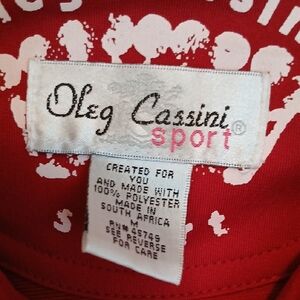 Oleg Cassini®
sport
CREATED FOR
YOU
AND MADE WITH
100% POLYESTER
MADE IN
SOUTH AFRICA
M
RN# 45749
SEE REVERSE
FOR CARE